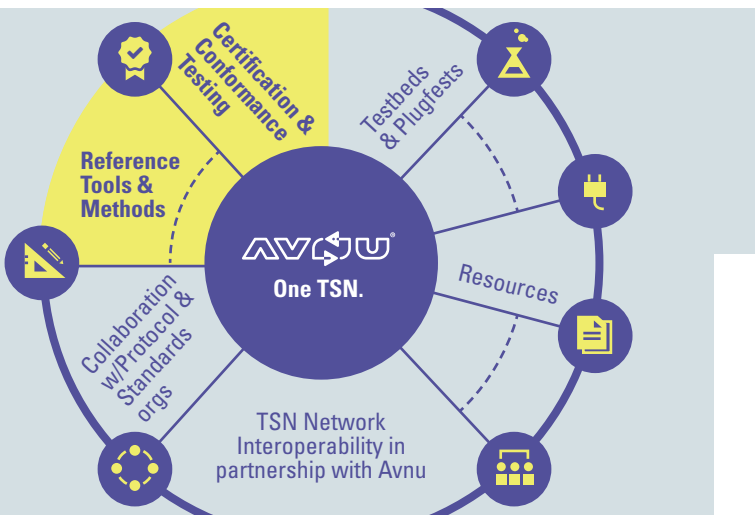 Certification &
Conformance
Testing
Testbeds
& Plugfests
Reference
Tools &
Methods
AVNU
One TSN.
Resources
Collaboration
w/Protocol &
Standards
orgs
TSN Network
Interoperability in
partnership with Avnu